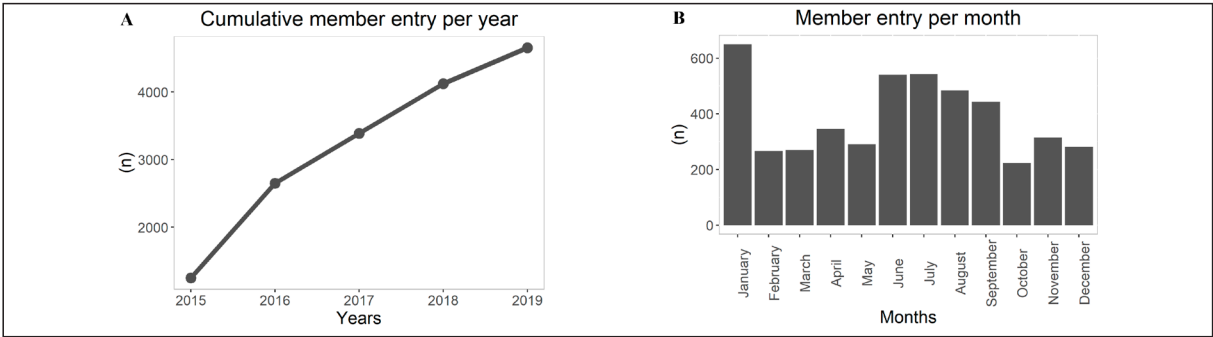 A
Cumulative member entry per year
(n)
4000
3000
2000
2015 2016 2017 2018 2019
Years
B
Member entry per month
(n)
600
400
200
0
January
February
March
April
May
June
July
August
September
October
November
December
Months